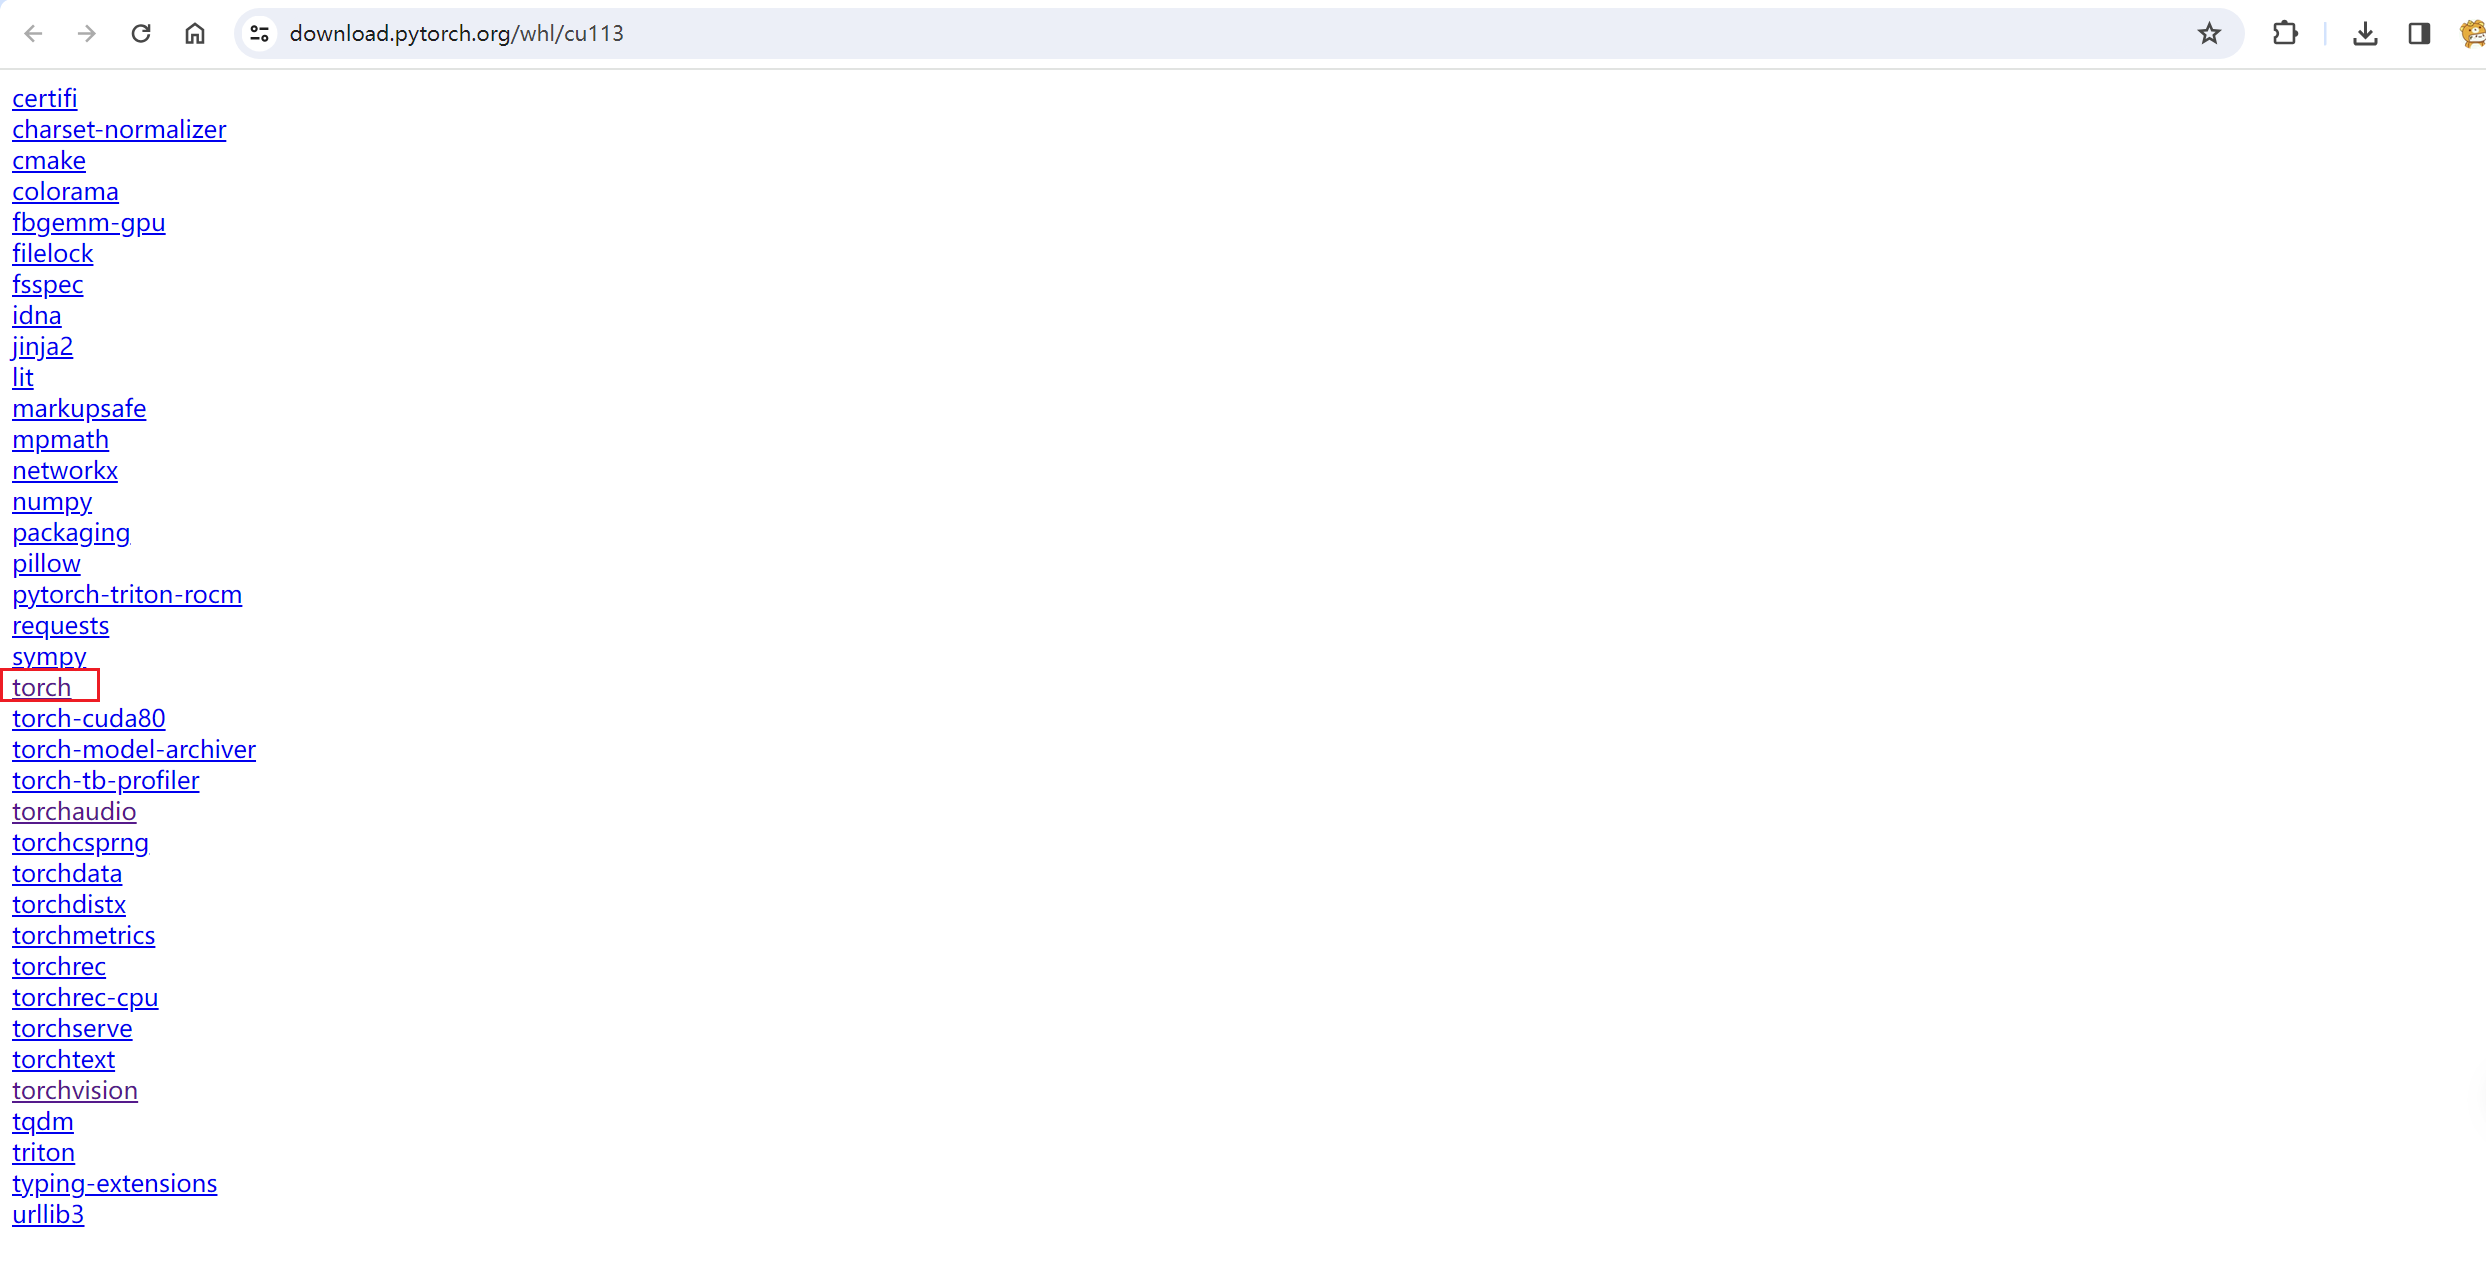 download.pytorch.org/whl/cu113
certifi
charset-normalizer
cmake
colorama
fbgemm-gpu
filelock
fsspec
idna
jinja2
lit
markupsafe
mpmath
networkx
numpy
packaging
pillow
pytorch-triton-rocm
requests
sympy
torch
torch-cuda80
torch-model-archiver
torch-tb-profiler
torchaudio
torchcsprng
torchdata
torchdistx
torchmetrics
torchrec
torchrec-cpu
torchserve
torchtext
torchvision
tqdm
triton
typing-extensions
urllib3